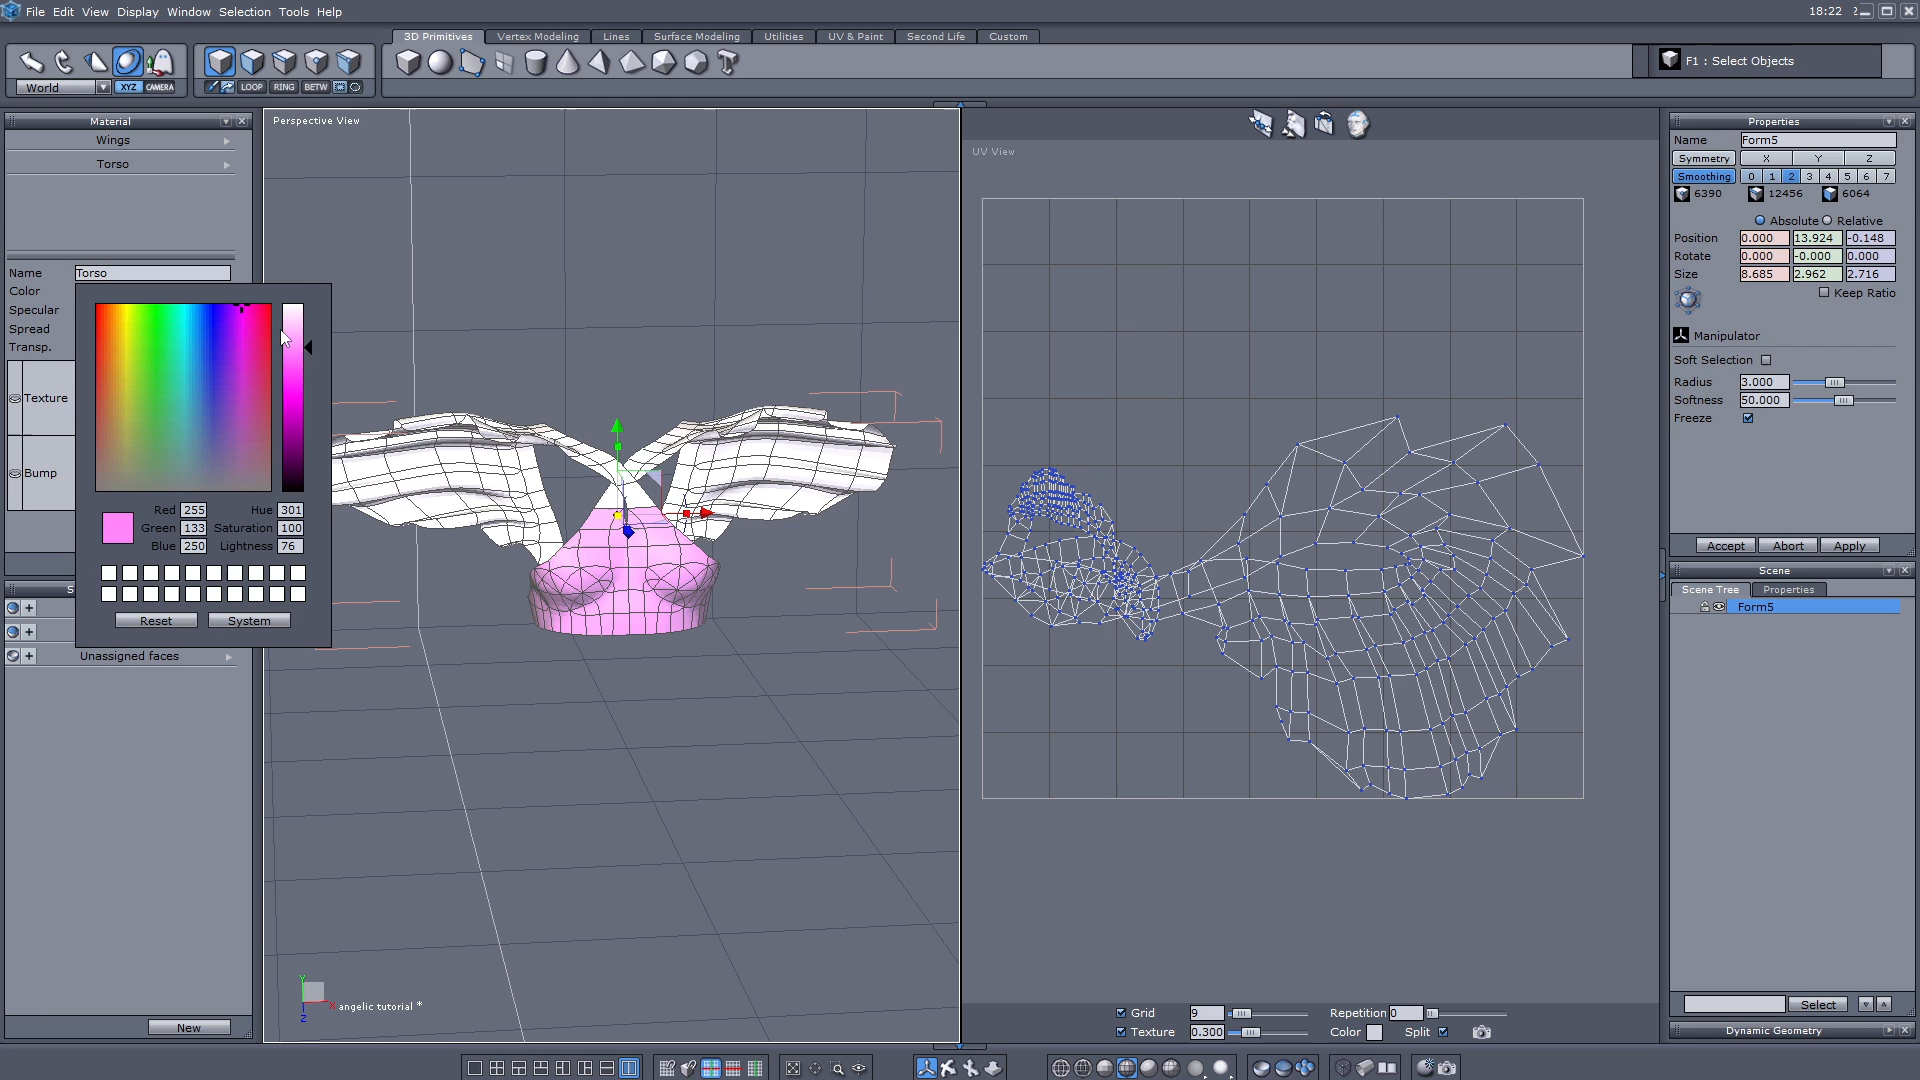 File Edit View Display Window Selection Tools Help
18:22
3D Primitives Vertex Modeling Lines Surface Modeling Utilities UV & Paint Second Life Custom
F1 : Select Objects
World XYZ CAMERA
LOOP RING BETW
Material
Wings
Torso
Name Torso
Color
Specular
Spread
Transp.
Texture
Bump
Red 255 Hue 301
Green 133 Saturation 100
Blue 250 Lightness 76
Reset System
S
Unassigned faces
New
Perspective View
Y
X
Z
angelic tutorial *
UV View
Grid 9 Repetition 0
Texture 0.300 Color Split
Properties
Name Form5
Symmetry X Y Z
Smoothing 0 1 2 3 4 5 6 7
6390 12456 6064
Absolute Relative
Position 0.000 13.924 -0.148
Rotate 0.000 -0.000 0.000
Size 8.685 2.962 2.716
Keep Ratio
Manipulator
Soft Selection
Radius 3.000
Softness 50.000
Freeze
Accept Abort Apply
Scene
Scene Tree Properties
Form5
Select
Dynamic Geometry